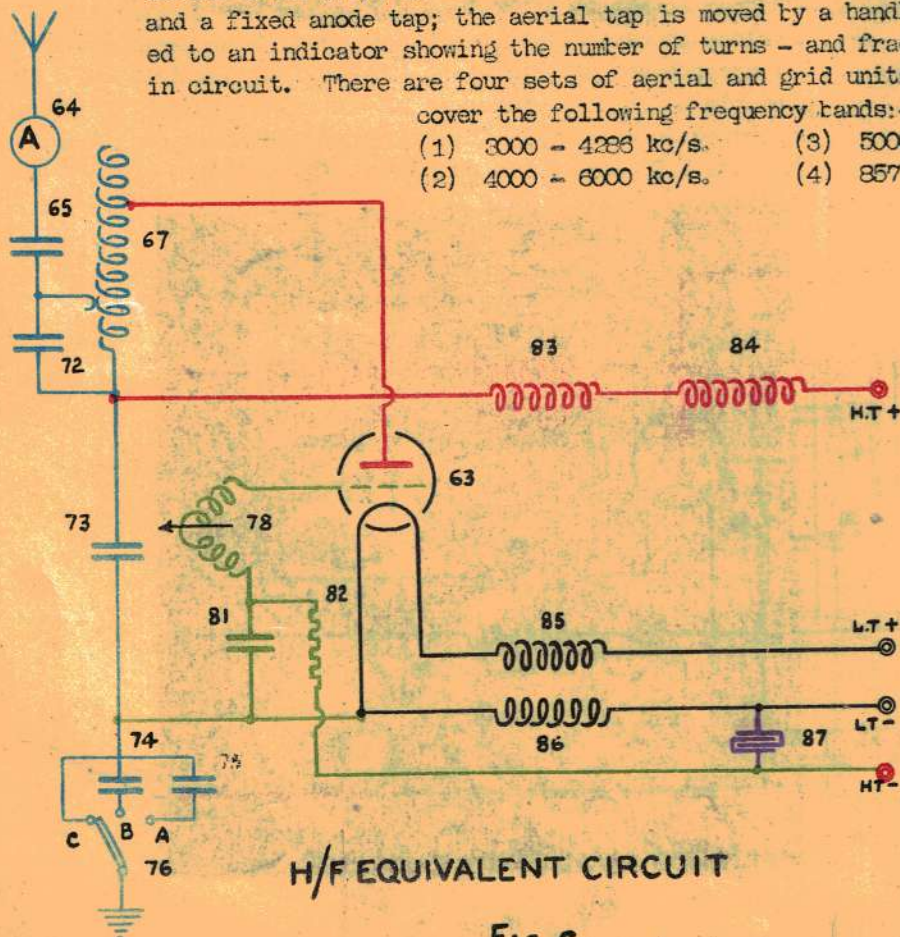 and a fixed anode tap; the aerial tap is moved by a handl
ed to an indicator showing the number of turns - and fra
in circuit. There are four sets of aerial and grid unit
cover the following frequency bands:-
(1) 3000 - 4286 kc/s. (3) 500
(2) 4000 - 6000 kc/s. (4) 857
64
A
65
67
72
83
84
H.T +
63
73
78
81
82
85
L.T +
86
LT-
87
HT-
74
75
C
B
A
76
H/F EQUIVALENT CIRCUIT